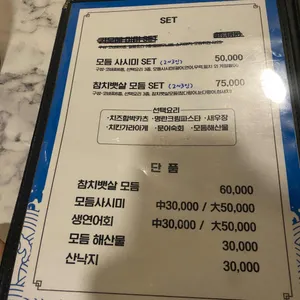 SET
모듬 사시미 SET (2~3인) 50,000
참치뱃살 모듬 SET (2~3인) 75,000
선택요리
· 치즈함박카츠 · 명란크림파스타 · 새우장
· 치킨가라아게 · 문어숙회 · 모듬해산물
단 품
참치뱃살 모듬 60,000
모듬사시미 中30,000 / 大50,000
생연어회 中30,000 / 大50,000
모듬 해산물 30,000
산낙지 30,000